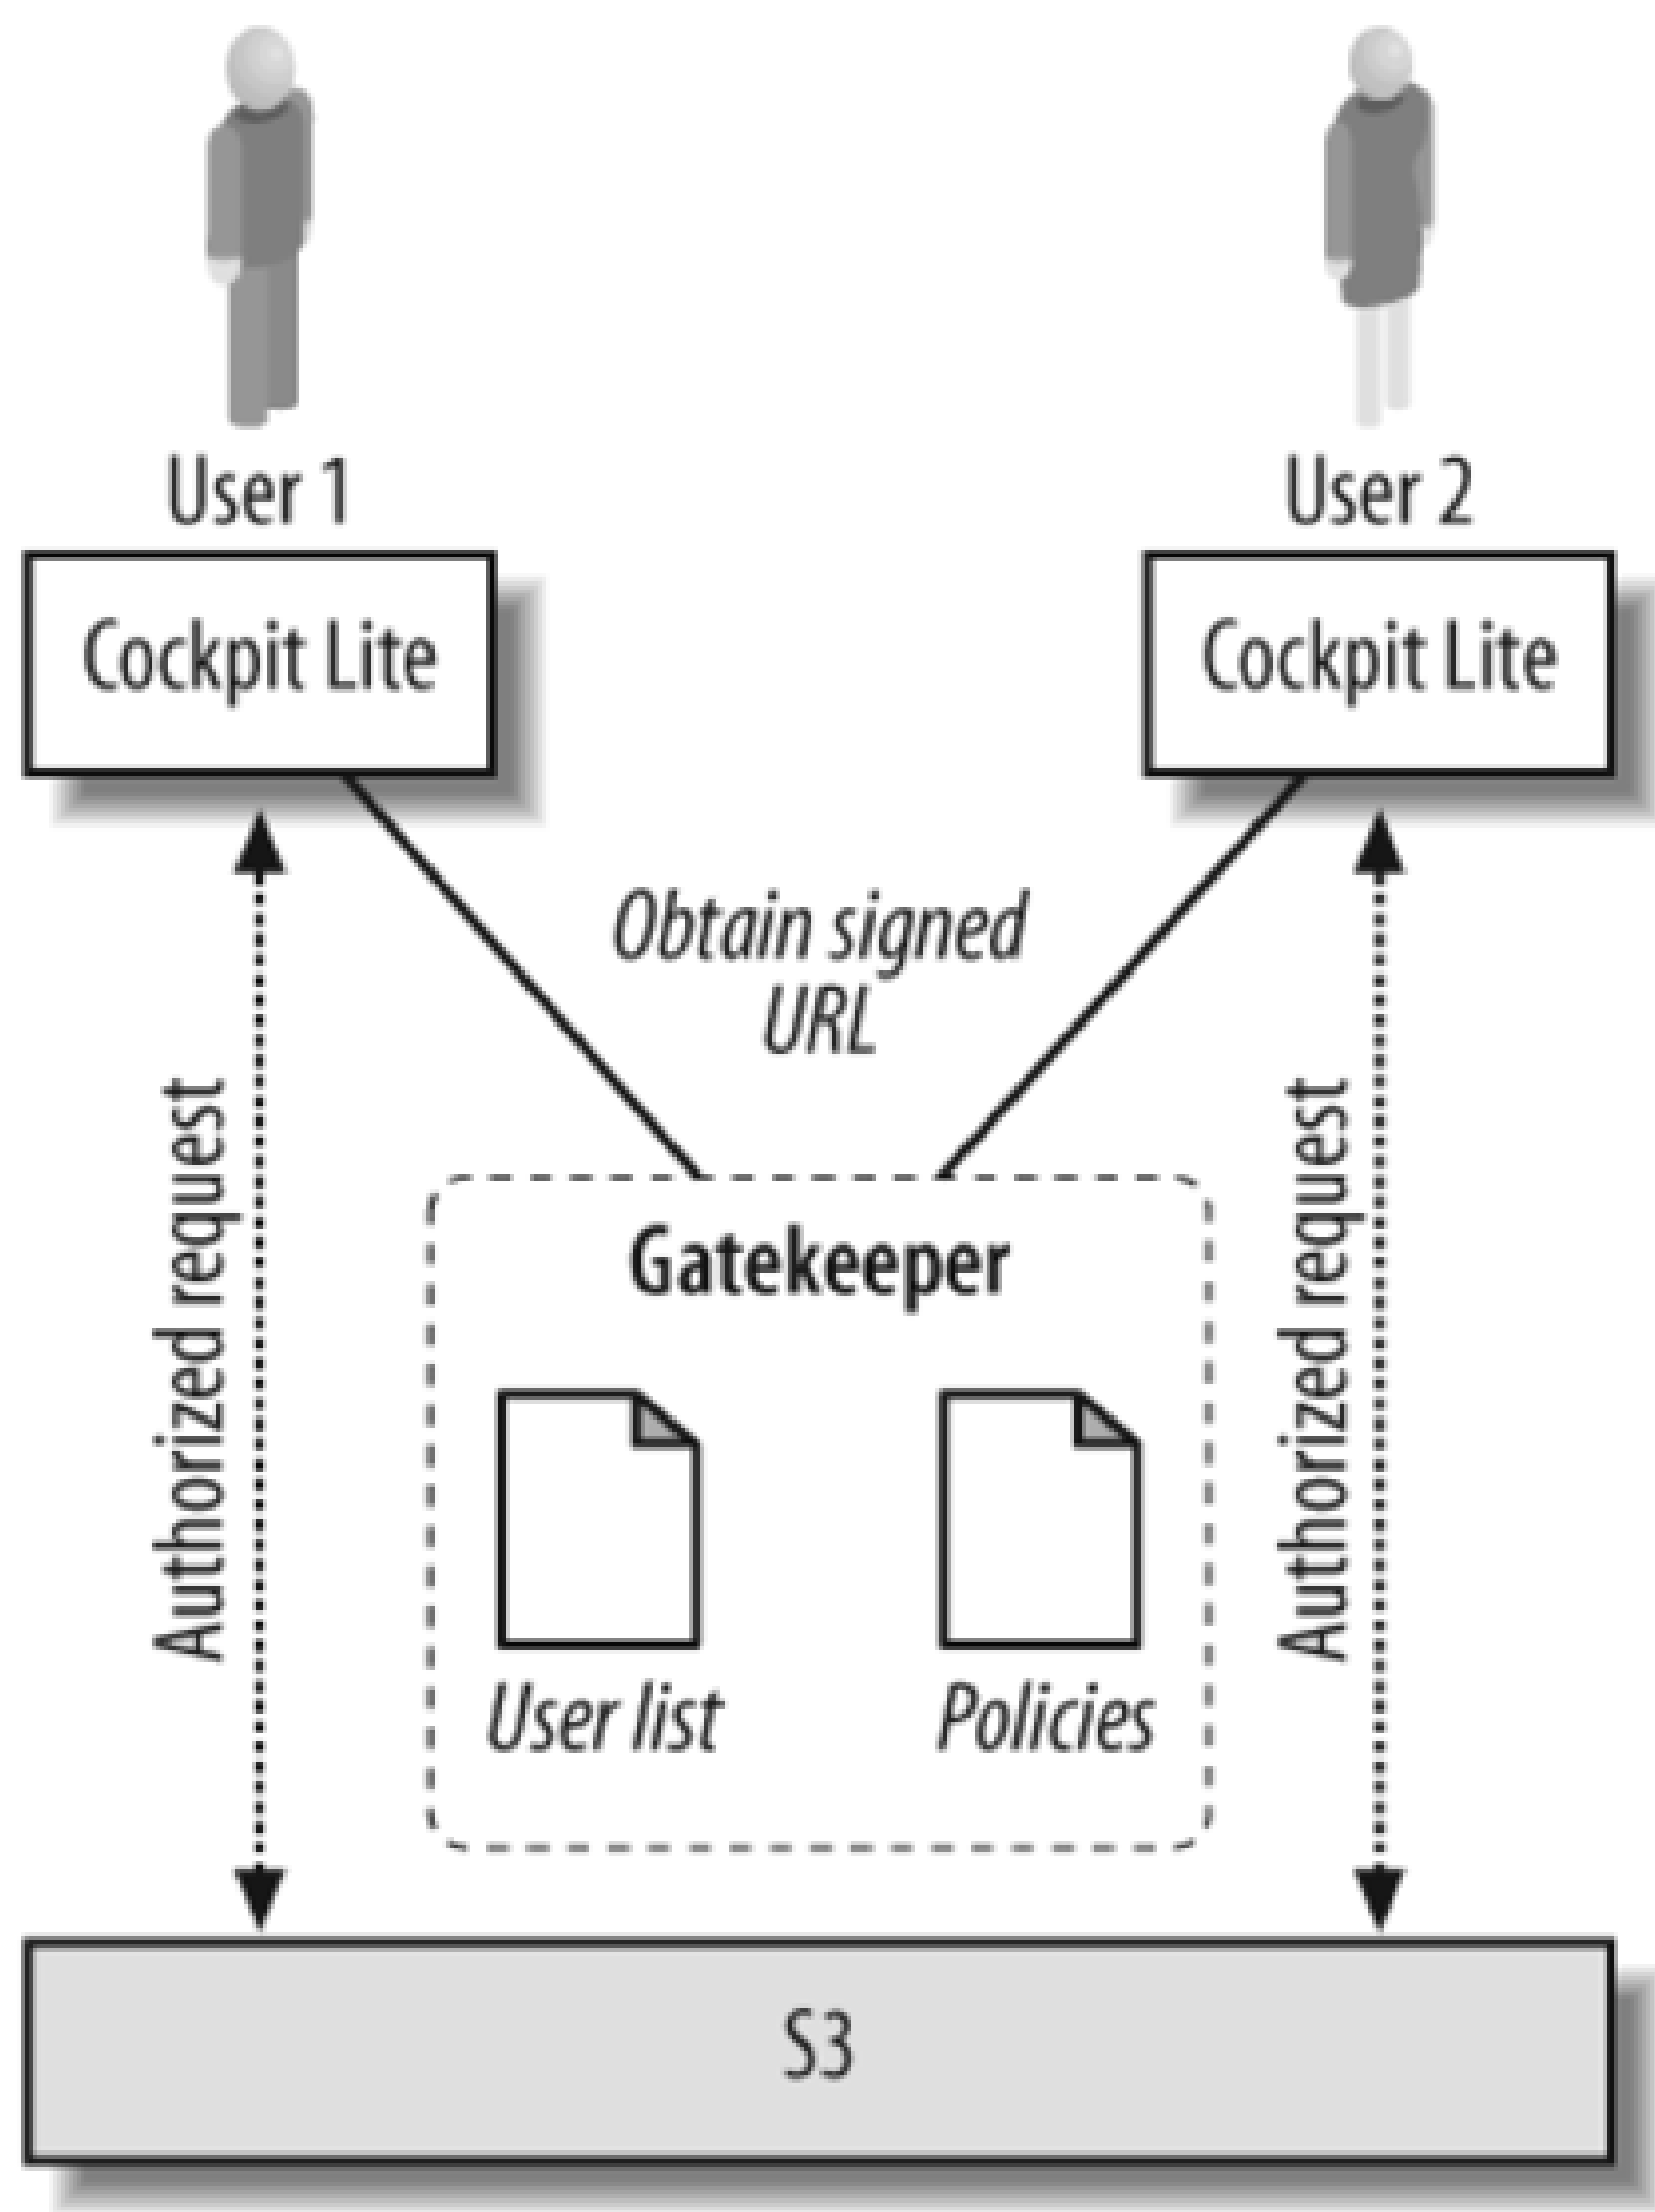 User 1
User 2
Cockpit Lite
Cockpit Lite
Obtain signed
URL
Authorized request
Authorized request
Gatekeeper
User list
Policies
S3